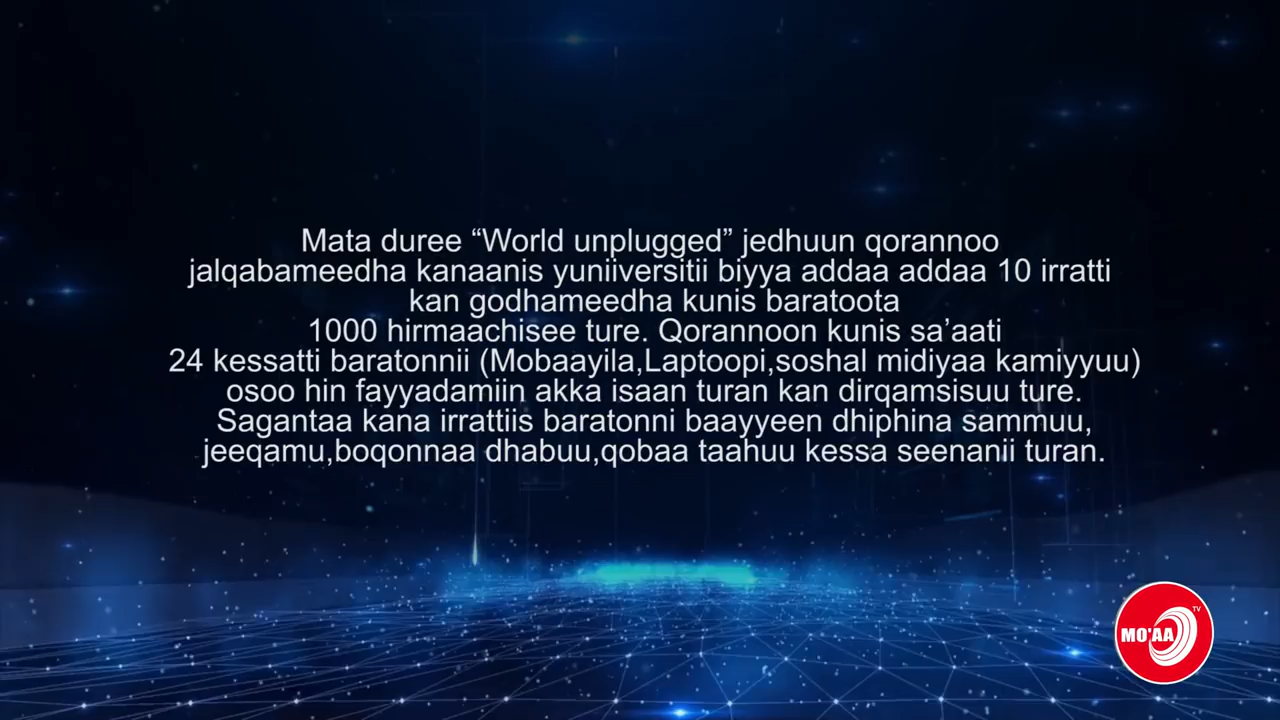 Mata duree “World unplugged” jedhuun qorannoo
jalqabameedha kanaanis yuniiversitii biyya addaa addaa 10 irratti
kan godhameedha kunis baratoota
1000 hirmaachisee ture. Qorannoon kunis sa’aati
24 kessatti baratonnii (Mobaayila,Laptoopi,soshal midiyaa kamiyyuu)
osoo hin fayyadamiin akka isaan turan kan dirqamsisuu ture.
Sagantaa kana irrattiis baratonni baayyeen dhiphina sammuu,
jeeqamu,boqonnaa dhabuu,qobaa taahuu kessa seenanii turan.
TV
MO'AA